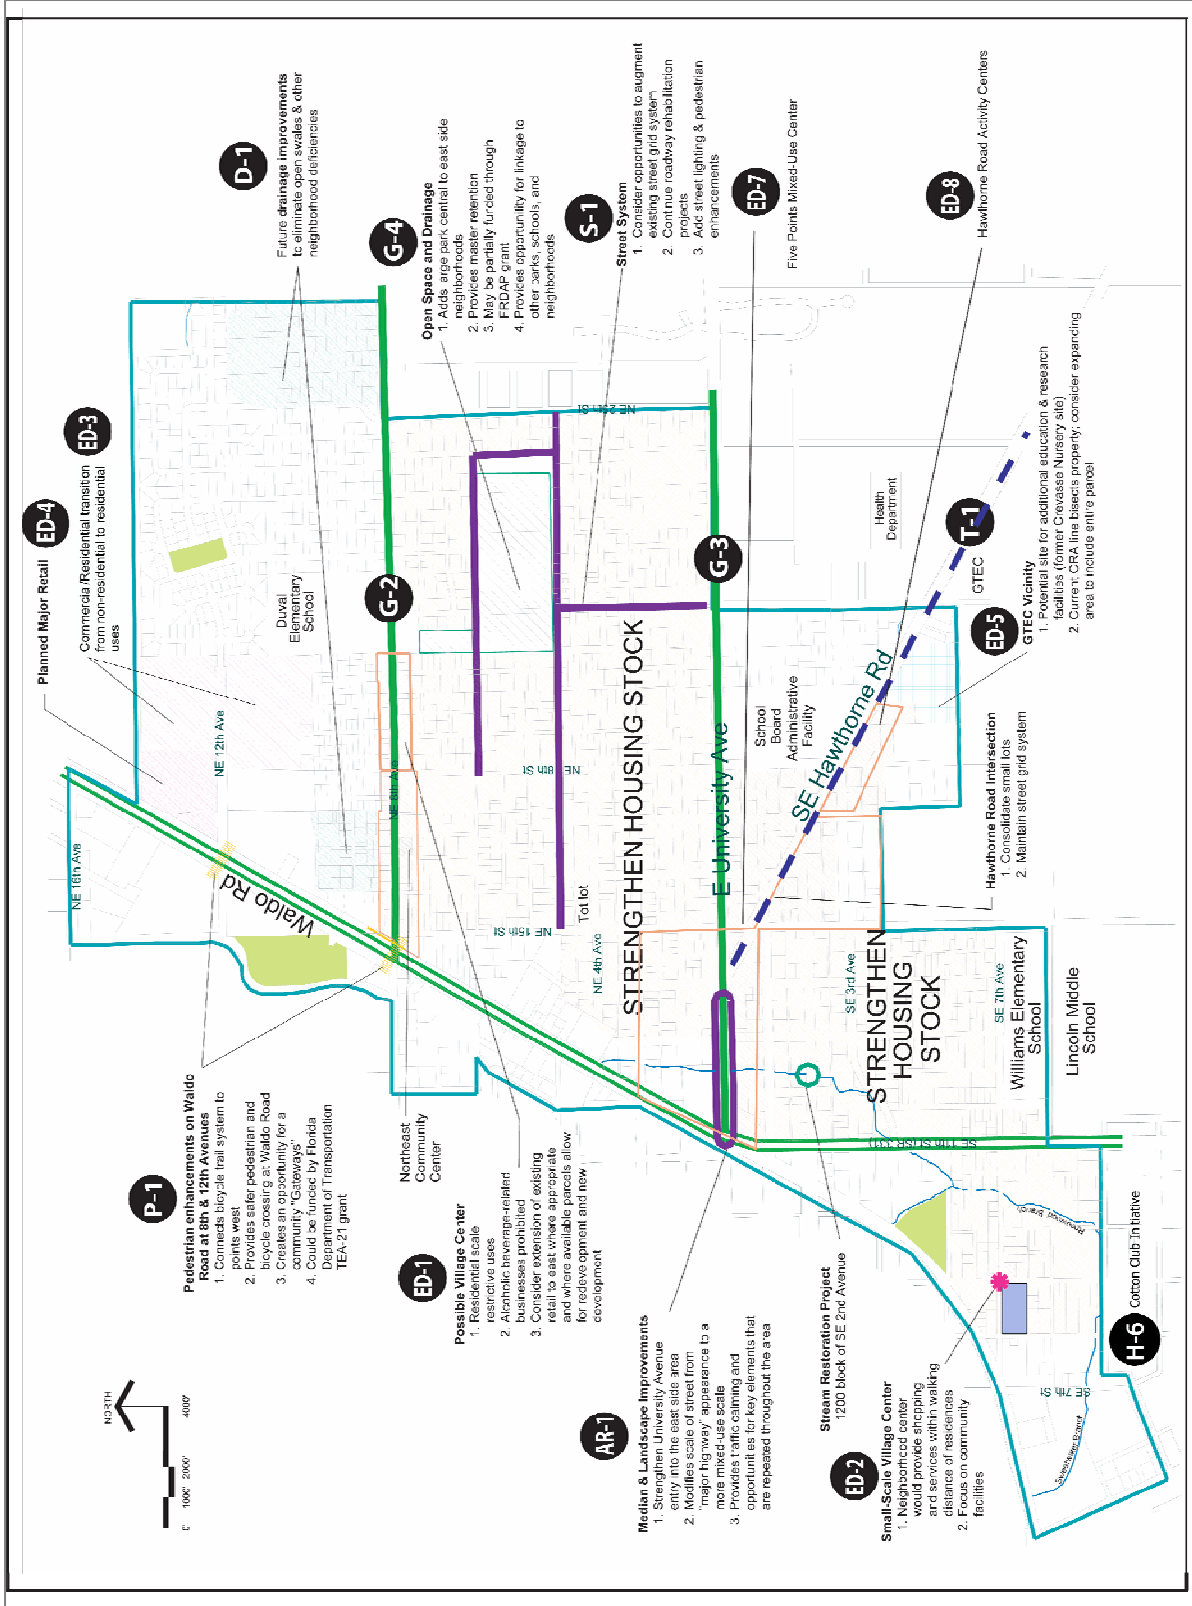 NORTH
0' 1000' 2000' 4000'
P-1
Pedestrian enhancements on Waldo
Road at 8th & 12th Avenues
1. Connects bicycle trail system to
points west
2. Provides safer pedestrian and
bicycle crossing at Waldo Road
3. Creates an opportunity for a
community "Gateways"
4. Could be funded by Florida
Department of Transportation
TEA-21 grant
Planned Major Retail
ED-4
ED-3
Commercial/Residential transition
from non-residential to residential
uses
D-1
Future drainage improvements
to eliminate open swales & other
neighborhood deficiencies
G-4
Open Space and Drainage
1. Adds large park central to east side
neighborhoods
2. Provides master retention
3. May be partially funded through
FRDAP grant
4. Provides opportunity for linkage to
other parks, schools, and
neighborhoods
S-1
Street System
1. Consider opportunities to augment
existing street grid system
2. Continue roadway rehabilitation
projects
3. Add street lighting & pedestrian
enhancements
ED-7
Five Points Mixed-Use Center
ED-8
Hawthorne Road Activity Centers
NE 16th Ave
NE 12th Ave
Waldo Rd
Duval
Elementary
School
G-2
NE 8th Ave
Northeast
Community
Center
ED-1
Possible Village Center
1. Residential scale
restrictive uses
2. Alcoholic beverage-related
businesses prohibited
3. Consider extension of existing
retail to east where appropriate
and where available parcels allow
for redevelopment and new
development
NE 15th St
NE 18th St
NE 25th St
Tot lot
NE 4th Ave
STRENGTHEN HOUSING STOCK
G-3
E University Ave
AR-1
Median & Landscape Improvements
1. Strengthen University Avenue
entry into the east side area
2. Modifies scale of street from
"major highway" appearance to a
more mixed-use scale
3. Provides traffic calming and
opportunities for key elements that
are repeated throughout the area
School
Board
Administrative
Facility
SE Hawthorne Rd
Health
Department
T-1
GTEC
ED-5
GTEC Vicinity
1. Potential site for additional education & research
facilities (former Crevasse Nursery site)
2. Current CRA line bisects property; consider expanding
area to include entire parcel
Hawthorne Road Intersection
1. Consolidate small lots
2. Maintain street grid system
Stream Restoration Project
1200 block of SE 2nd Avenue
SE 3rd Ave
STRENGTHEN
HOUSING
STOCK
SE 7th Ave
Williams Elementary
School
Lincoln Middle
School
SE 11th St (SR 331)
ED-2
Small-Scale Village Center
1. Neighborhood center
would provide shopping
and services within walking
distance of residences
2. Focus on community
facilities
SE 7th St
Sweetwater Branch
H-6
Cotton Club Initiative